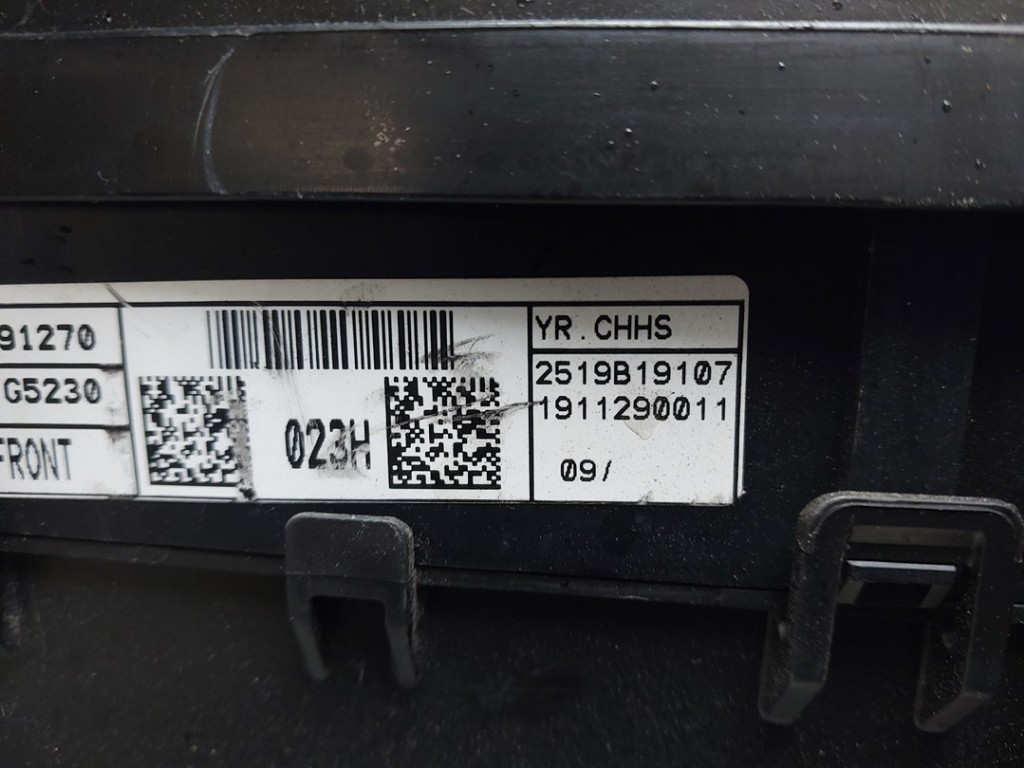 91270
G5230
FRONT
023H
YR.CHHS
2519B19107
1911290011
09/